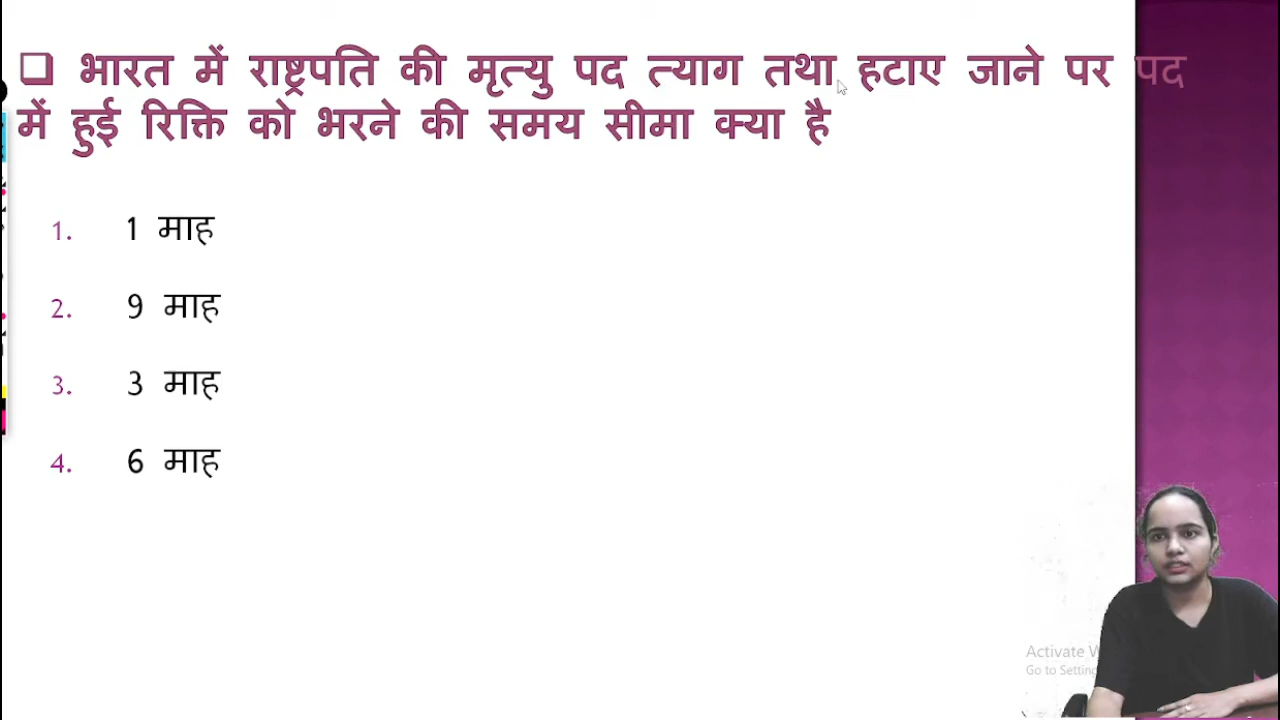 ❑ भारत में राष्ट्रपति की मृत्यु पद त्याग तथा हटाए जाने पर पद
में हुई रिक्ति को भरने की समय सीमा क्या है
1. 1 माह
2. 9 माह
3. 3 माह
4. 6 माह
Activate W
Go to Setting